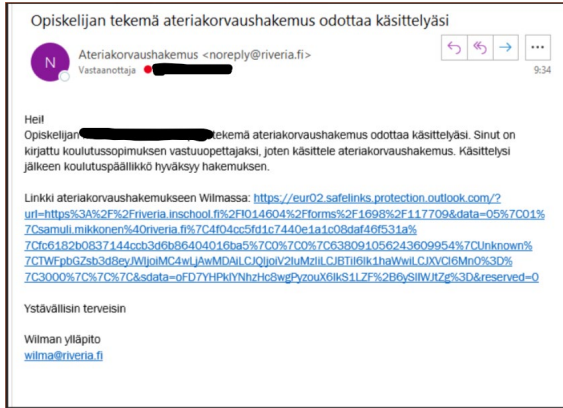 Opiskelijan tekemä ateriakorvaushakemus odottaa käsittelyäsi
N
Ateriakorvaushakemus <noreply@riveria.fi>
Vastaanottaja
9:34
Hei!
Opiskelijan tekemä ateriakorvaushakemus odottaa käsittelyäsi. Sinut on
kirjattu koulutussopimuksen vastuuopettajaksi, joten käsittele ateriakorvaushakemus. Käsittelysi
jälkeen koulutuspäällikkö hyväksyy hakemuksen.
Linkki ateriakorvaushakemukseen Wilmassa: https://eur02.safelinks.protection.outlook.com/?
url=https%3A%2F%2Friveria.inschool.fi%2F!014604%2Fforms%2F1698%2F117709&data=05%7C01%
7Csamuli.mikkonen%40riveria.fi%7C4f04cc5fd1c7440e1a1c08daf46f531a%
7Cfc6182b0837144ccb3d6b86404016ba5%7C0%7C0%7C638091056243609954%7CUnknown%
7CTWFpbGZsb3d8eyJWIjoiMC4wLjAwMDAiLCJQIjoiV2luMzIiLCJBTiI6Ik1haWwiLCJXVCI6Mn0%3D%
7C3000%7C%7C%7C&sdata=oFD7YHPkIYNhzHc8wgPyzouX6IkS1LZF%2B6ySIIWJtZg%3D&reserved=0
Ystävällisin terveisin
Wilman ylläpito
wilma@riveria.fi